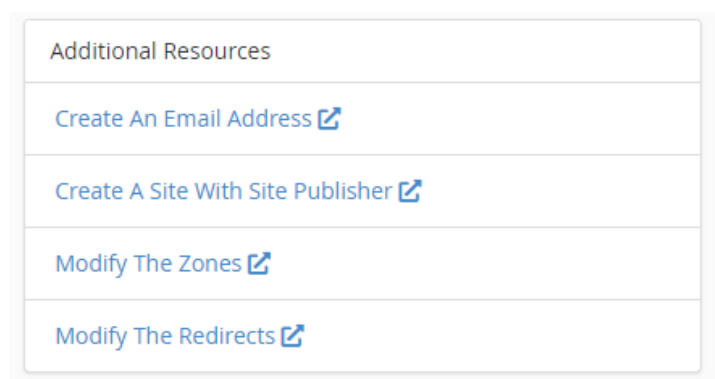 Additional Resources
Create An Email Address
Create A Site With Site Publisher
Modify The Zones
Modify The Redirects